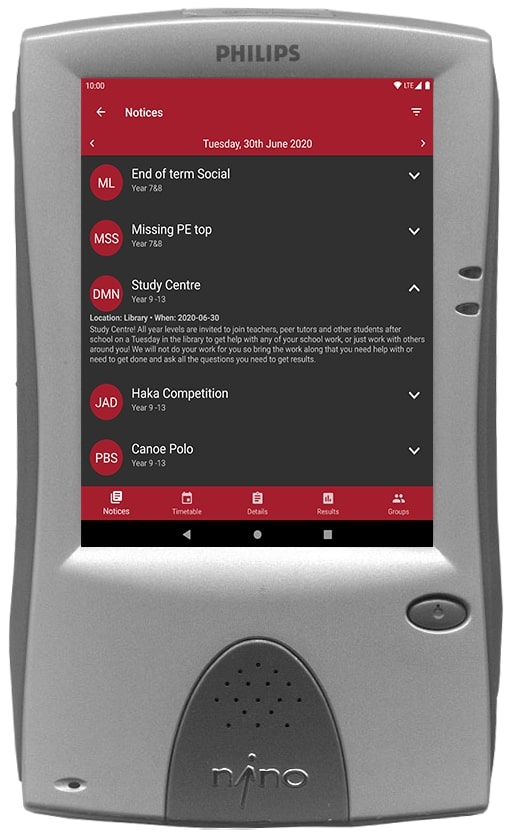 PHILIPS
10:00 LTE
Notices
Tuesday, 30th June 2020
ML End of term Social
Year 7&8
MSS Missing PE top
Year 7&8
DMN Study Centre
Year 9 -13
Location: Library • When: 2020-06-30
Study Centre! All year levels are invited to join teachers, peer tutors and other students after
school on a Tuesday in the library to get help with any of your school work, or just work with others
around you! We will not do your work for you so bring the work along that you need help with or
need to get done and ask all the questions you need to get results.
JAD Haka Competition
Year 9 -13
PBS Canoe Polo
Year 9 -13
Notices Timetable Details Results Groups
nino